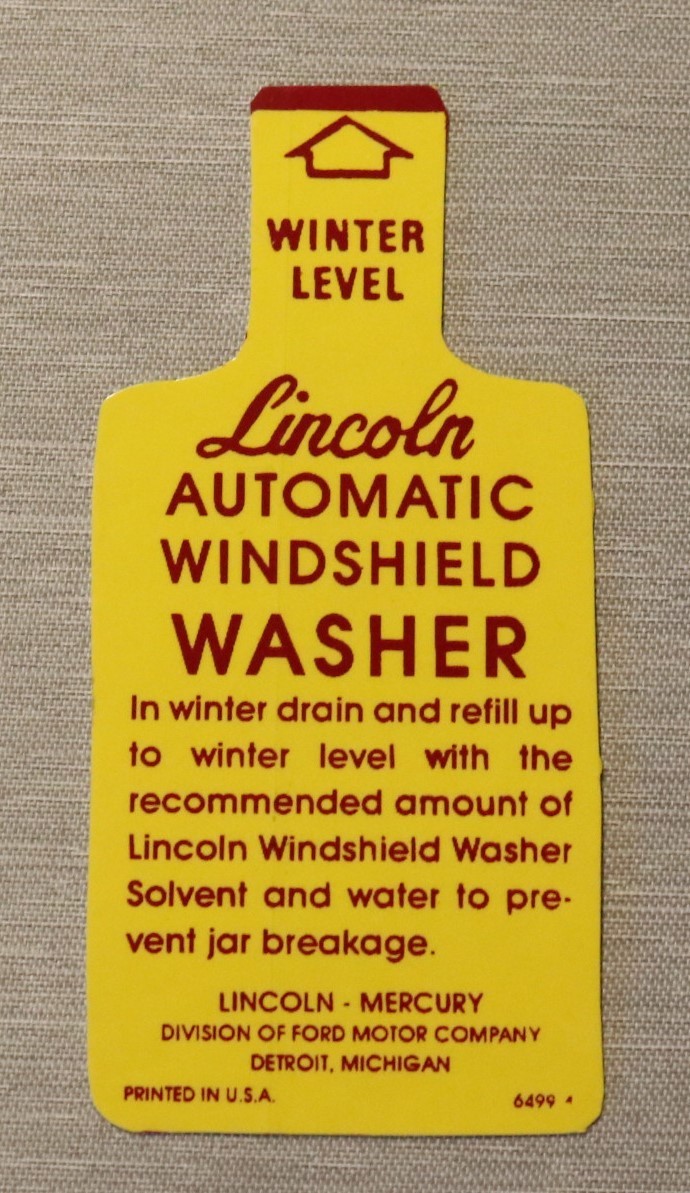 WINTER
LEVEL
Lincoln
AUTOMATIC
WINDSHIELD
WASHER
In winter drain and refill up
to winter level with the
recommended amount of
Lincoln Windshield Washer
Solvent and water to pre-
vent jar breakage.
LINCOLN - MERCURY
DIVISION OF FORD MOTOR COMPANY
DETROIT, MICHIGAN
PRINTED IN U.S.A.
6499